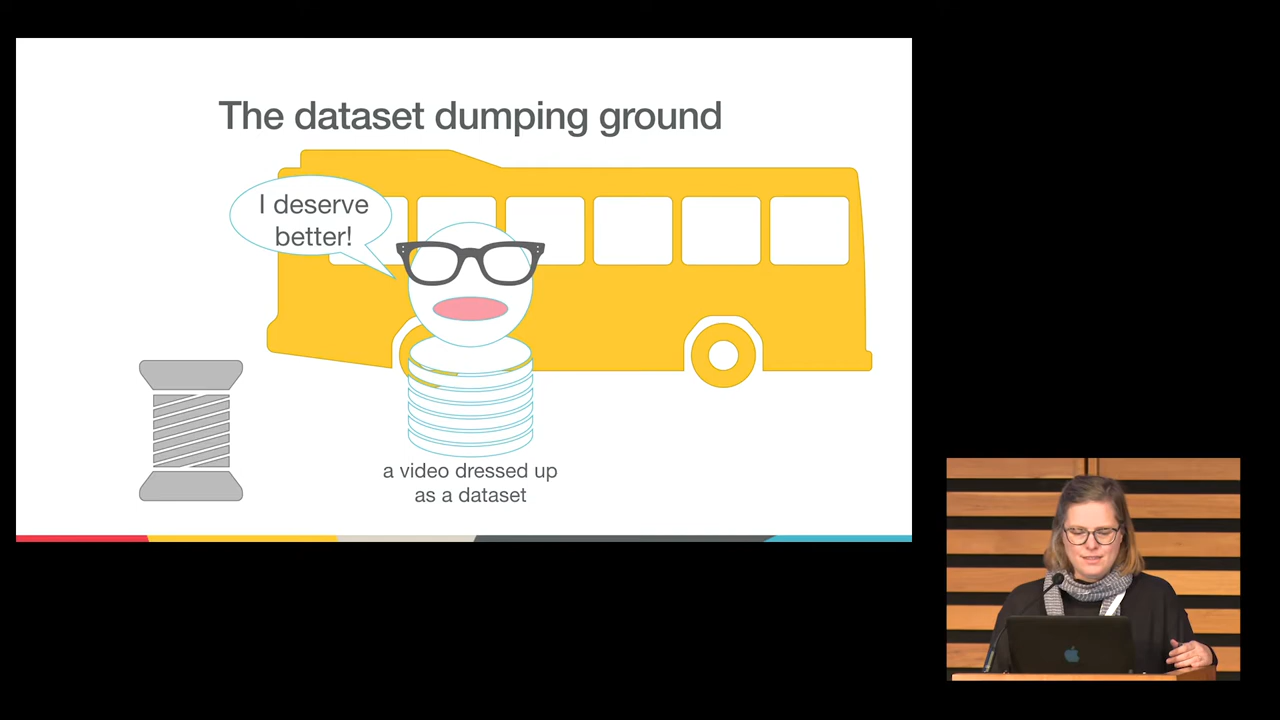 The dataset dumping ground
I deserve
better!
a video dressed up
as a dataset